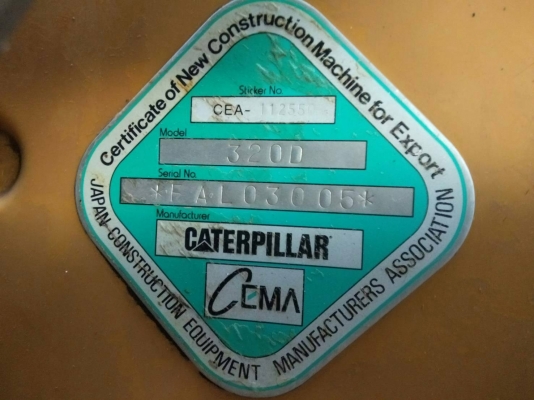 Certificate of New Construction Machine for Export
Sticker No.
CEA-
Model
320D
Serial No.
*FAL03005*
Manufacturer
CATERPILLAR
CEMA
JAPAN CONSTRUCTION EQUIPMENT MANUFACTURERS ASSOCIATION